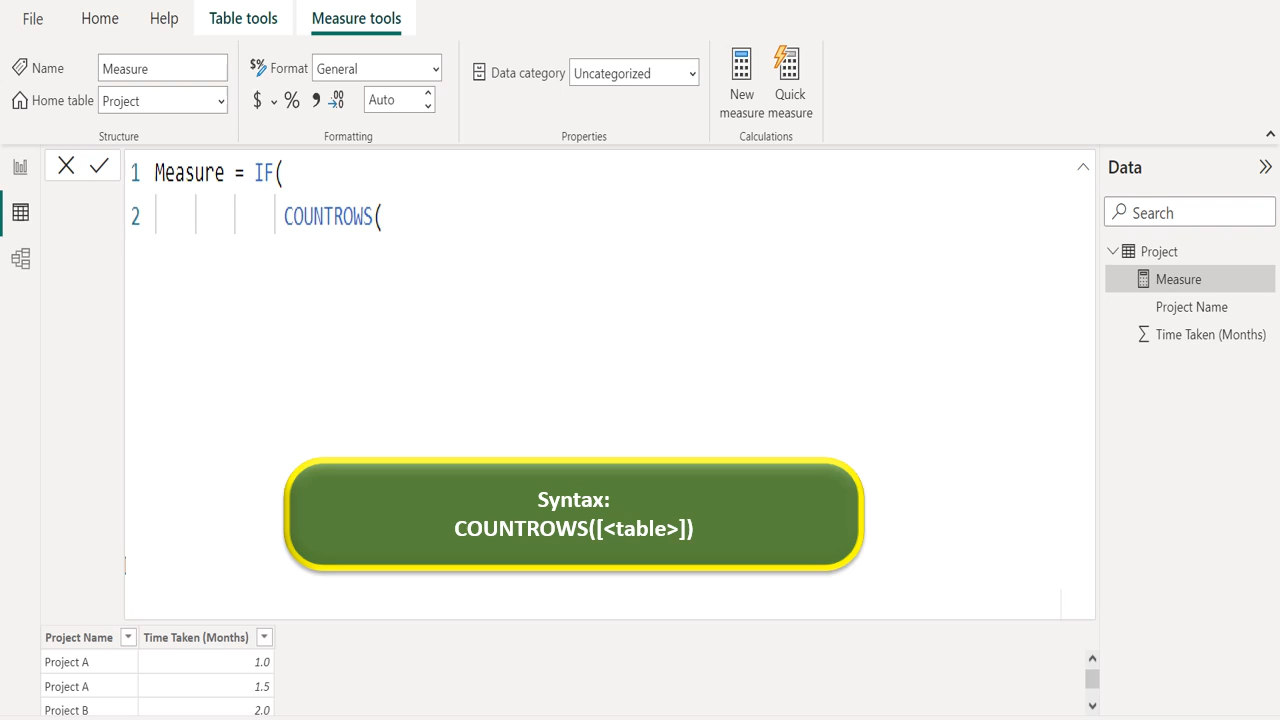 File Home Help Table tools Measure tools
Name Measure
Home table Project
Structure
$% Format General
$ % , .00 Auto
Formatting
Data category Uncategorized
Properties
New measure
Quick measure
Calculations
1 Measure = IF(
2 COUNTROWS(
Syntax:
COUNTROWS([<table>])
Project Name Time Taken (Months)
Project A 1.0
Project A 1.5
Project B 2.0
Data
Search
Project
Measure
Project Name
∑ Time Taken (Months)